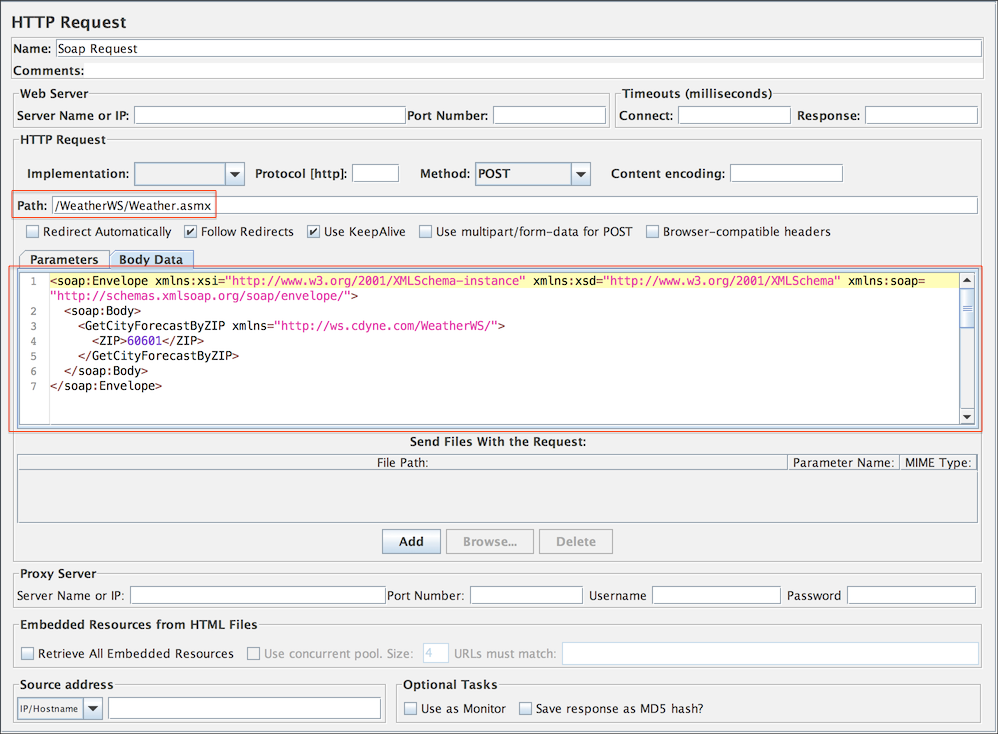 HTTP Request
Name: Soap Request
Comments:
Web Server
Server Name or IP: Port Number:
Timeouts (milliseconds)
Connect: Response:
HTTP Request
Implementation: Protocol [http]: Method: POST Content encoding:
Path: /WeatherWS/Weather.asmx
Redirect Automatically Follow Redirects Use KeepAlive Use multipart/form-data for POST Browser-compatible headers
Parameters Body Data
1 <soap:Envelope xmlns:xsi="http://www.w3.org/2001/XMLSchema-instance" xmlns:xsd="http://www.w3.org/2001/XMLSchema" xmlns:soap=
"http://schemas.xmlsoap.org/soap/envelope/">
2 <soap:Body>
3 <GetCityForecastByZIP xmlns="http://ws.cdyne.com/WeatherWS/">
4 <ZIP>60601</ZIP>
5 </GetCityForecastByZIP>
6 </soap:Body>
7 </soap:Envelope>
Send Files With the Request:
File Path: Parameter Name: MIME Type:
Add Browse... Delete
Proxy Server
Server Name or IP: Port Number: Username Password
Embedded Resources from HTML Files
Retrieve All Embedded Resources Use concurrent pool. Size: 4 URLs must match:
Source address
IP/Hostname
Optional Tasks
Use as Monitor Save response as MD5 hash?